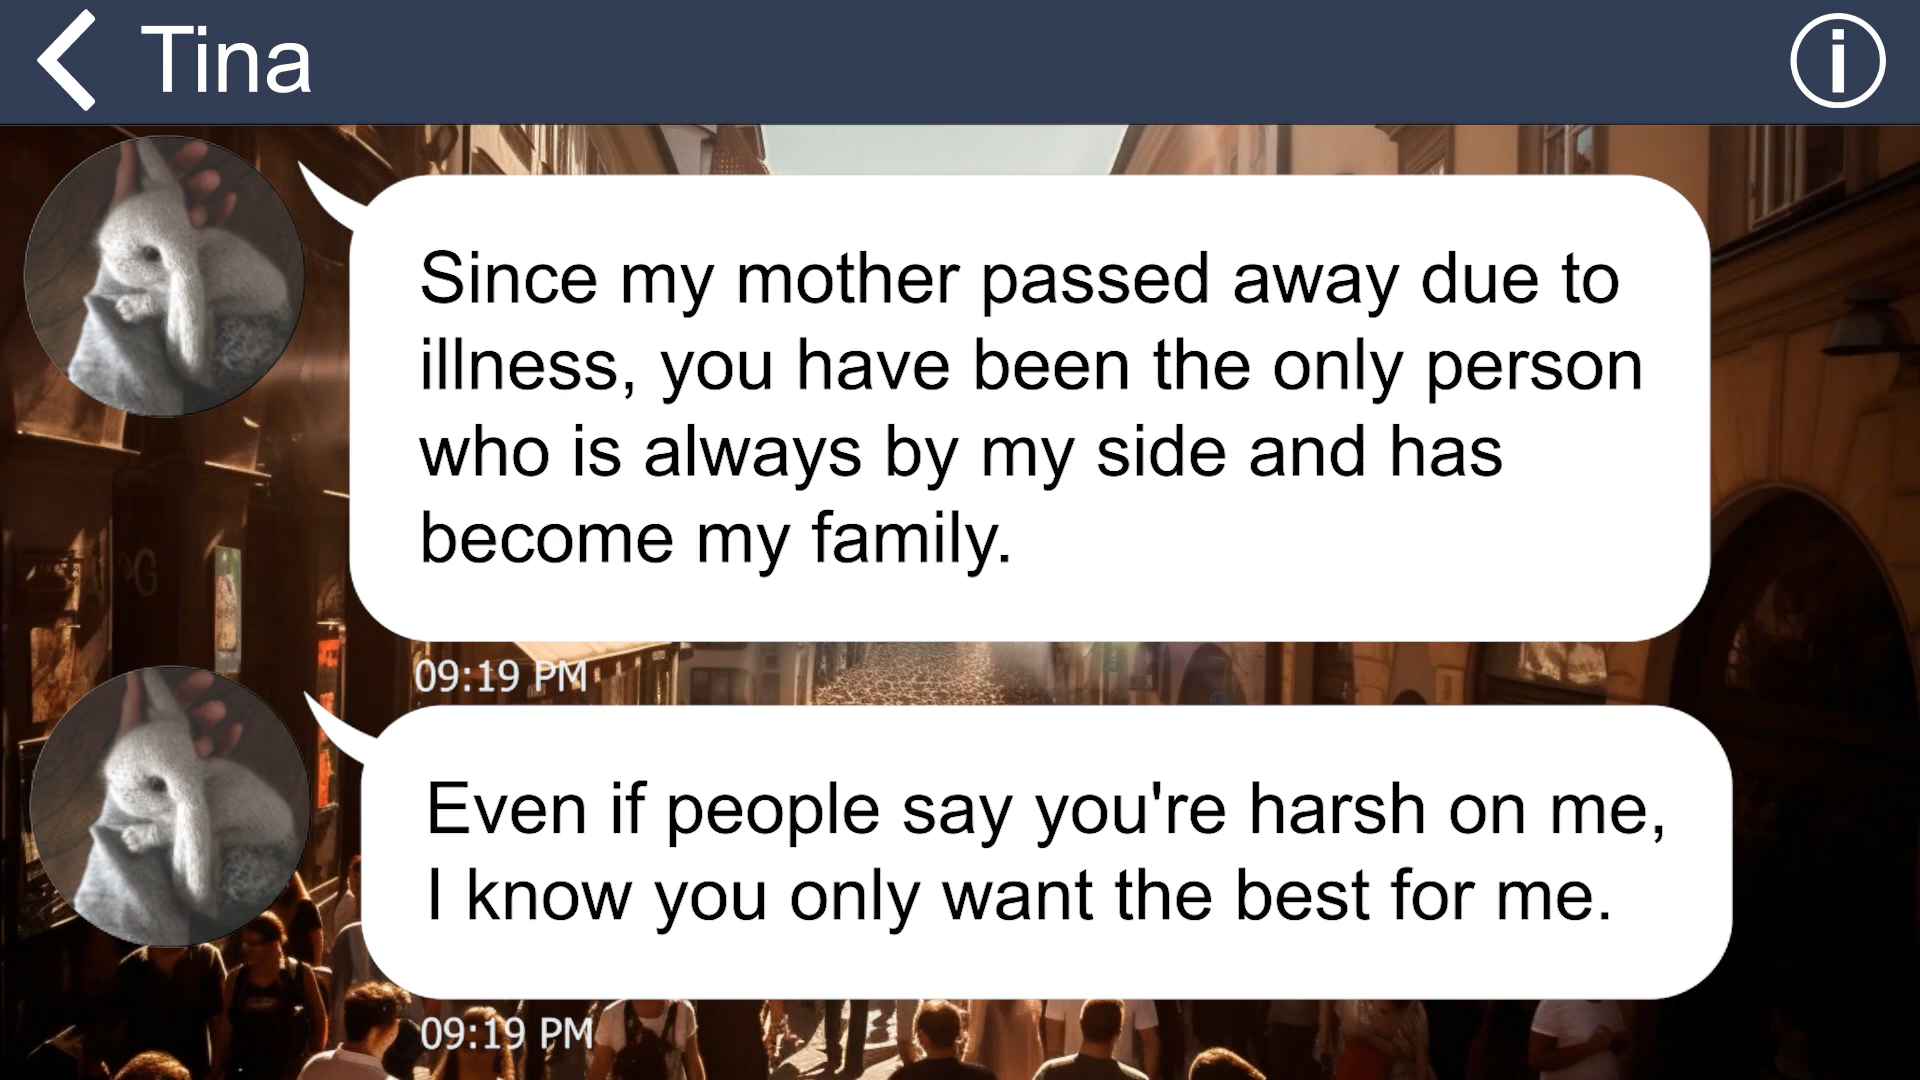 Tina
Since my mother passed away due to
illness, you have been the only person
who is always by my side and has
become my family.
09:19 PM
Even if people say you're harsh on me,
I know you only want the best for me.
09:19 PM